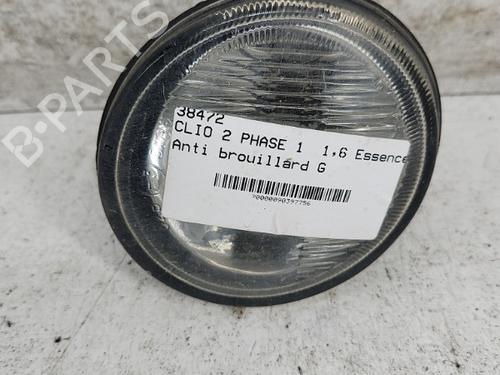 38472
CLIO 2 PHASE 1 1,6 Essence
Anti brouillard G
B-PARTS